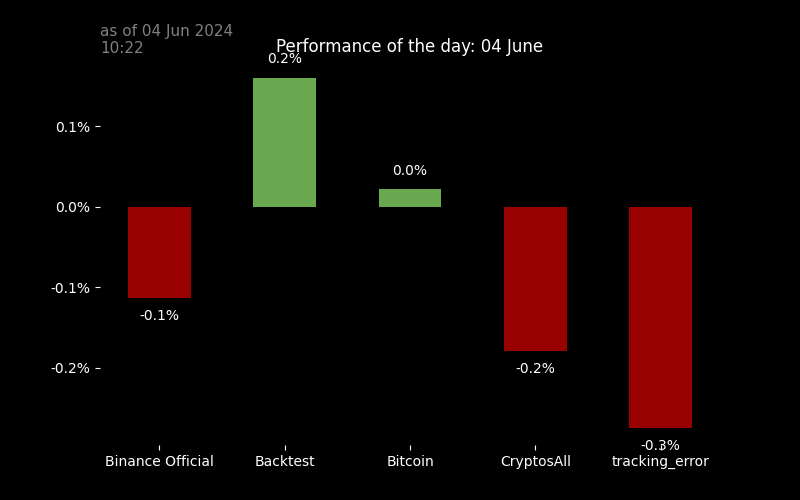 as of 04 Jun 2024
10:22
Performance of the day: 04 June
0.2%
0.1%
0.0%
0.0%
-0.1%
-0.1%
-0.2%
-0.2%
-0.3%
Binance Official
Backtest
Bitcoin
CryptosAll
tracking_error